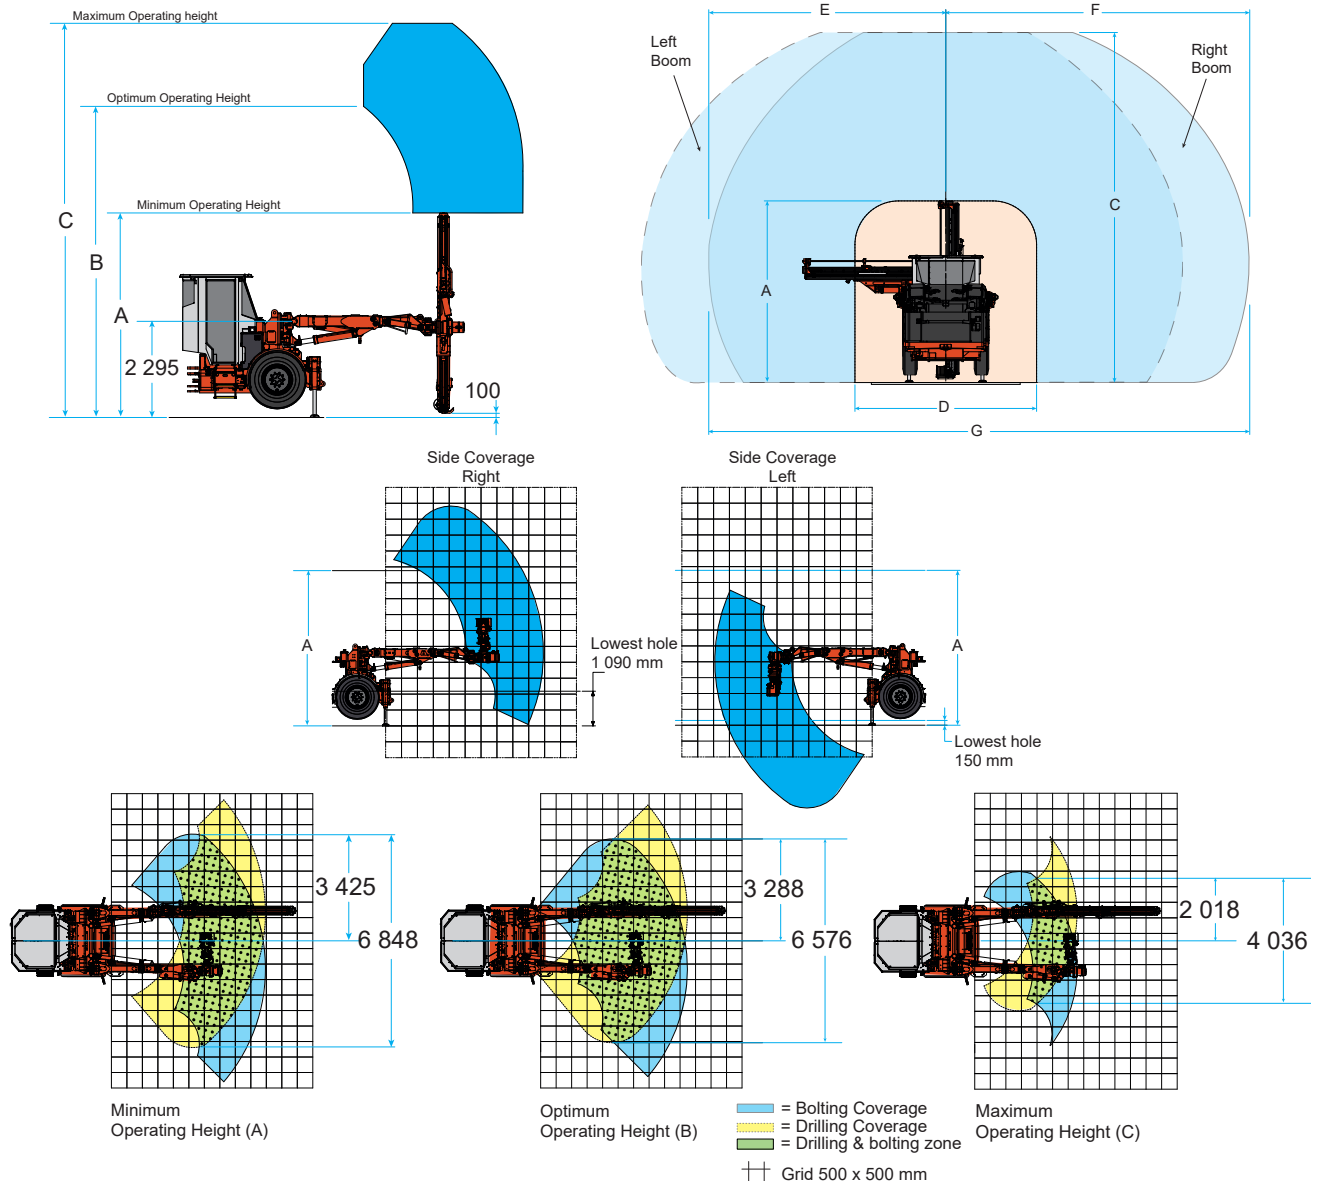 Maximum Operating height
Optimum Operating Height
Minimum Operating Height
C
B
A
2 295
100
E
F
Left
Boom
Right
Boom
C
A
D
G
Side Coverage
Right
Side Coverage
Left
A
Lowest hole
1 090 mm
A
Lowest hole
150 mm
3 425
6 848
3 288
6 576
2 018
4 036
Minimum
Operating Height (A)
Optimum
Operating Height (B)
= Bolting Coverage
= Drilling Coverage
= Drilling & bolting zone
Grid 500 x 500 mm
Maximum
Operating Height (C)